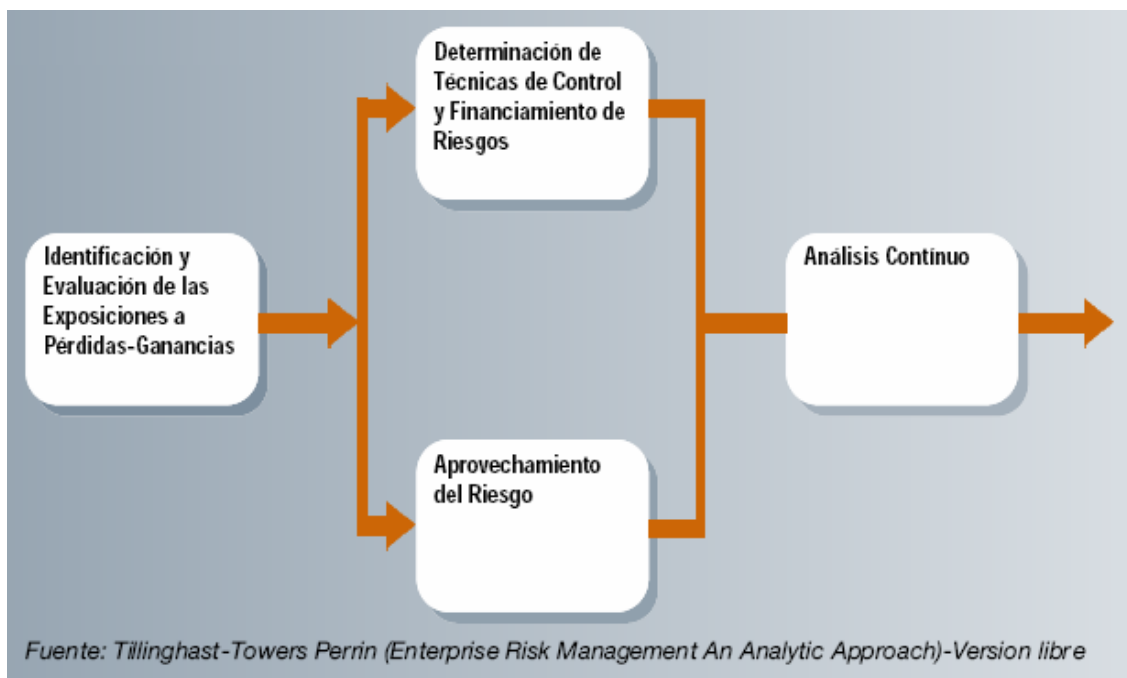 Determinación de
Técnicas de Control
y Financiamiento de
Riesgos
Identificación y
Evaluación de las
Exposiciones a
Pérdidas-Ganancias
Análisis Contínuo
Aprovechamiento
del Riesgo
Fuente: Tillinghast-Towers Perrin (Enterprise Risk Management An Analytic Approach)-Version libre